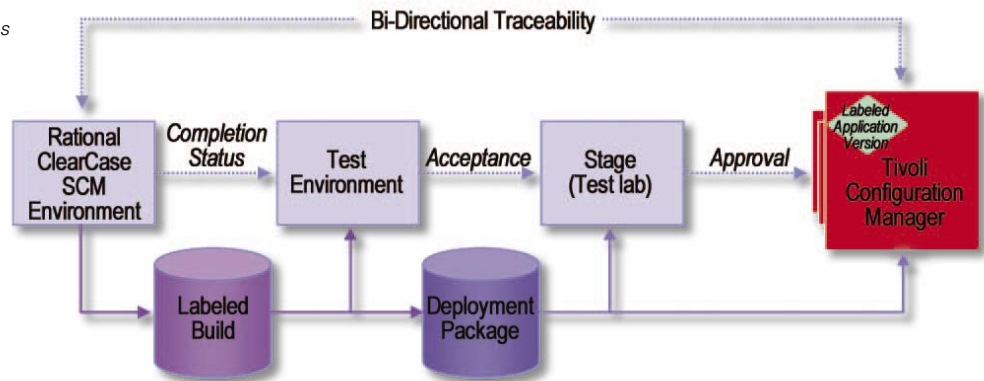 s
Bi-Directional Traceability
Rational
ClearCase
SCM
Environment
Completion
Status
Test
Environment
Acceptance
Stage
(Test lab)
Approval
Labeled
Application
Version
Tivoli
Configuration
Manager
Labeled
Build
Deployment
Package